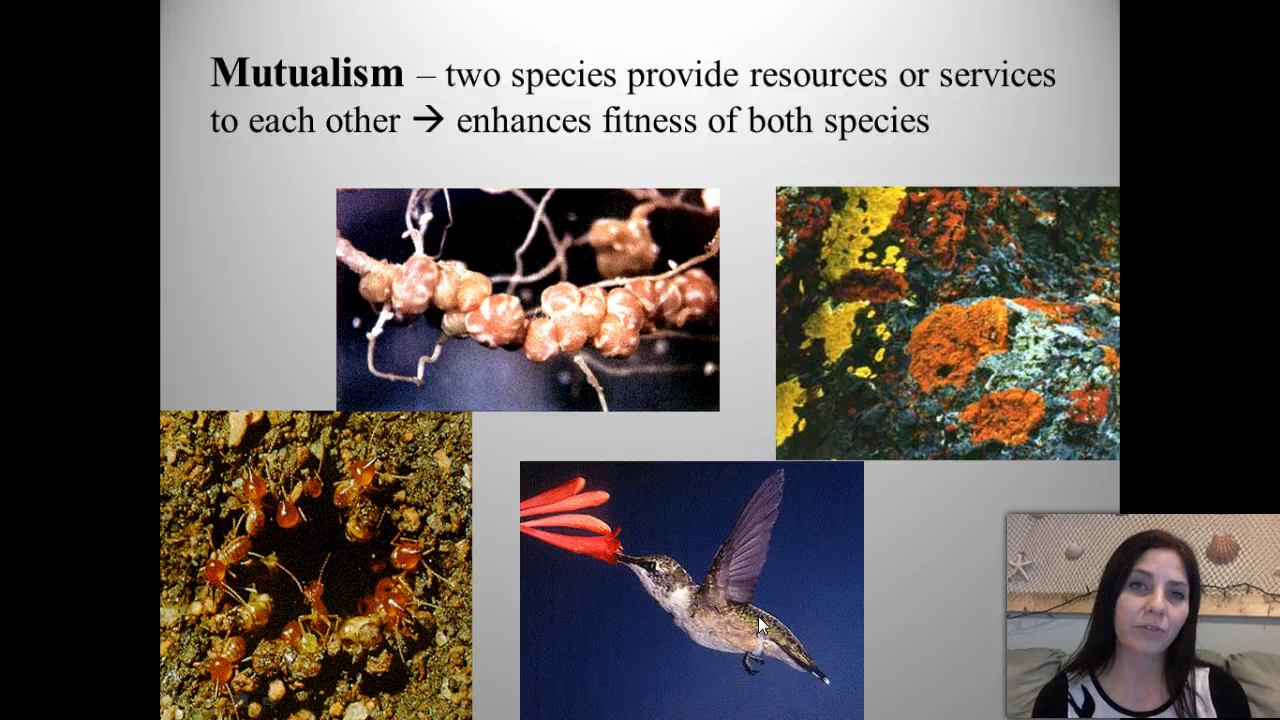 Mutualism – two species provide resources or services
to each other → enhances fitness of both species